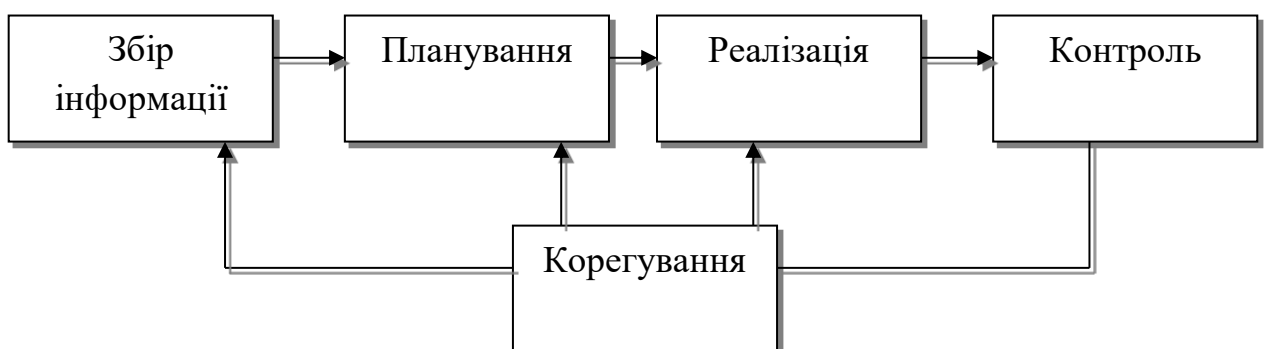 Збір
інформації
Планування
Реалізація
Контроль
Корегування